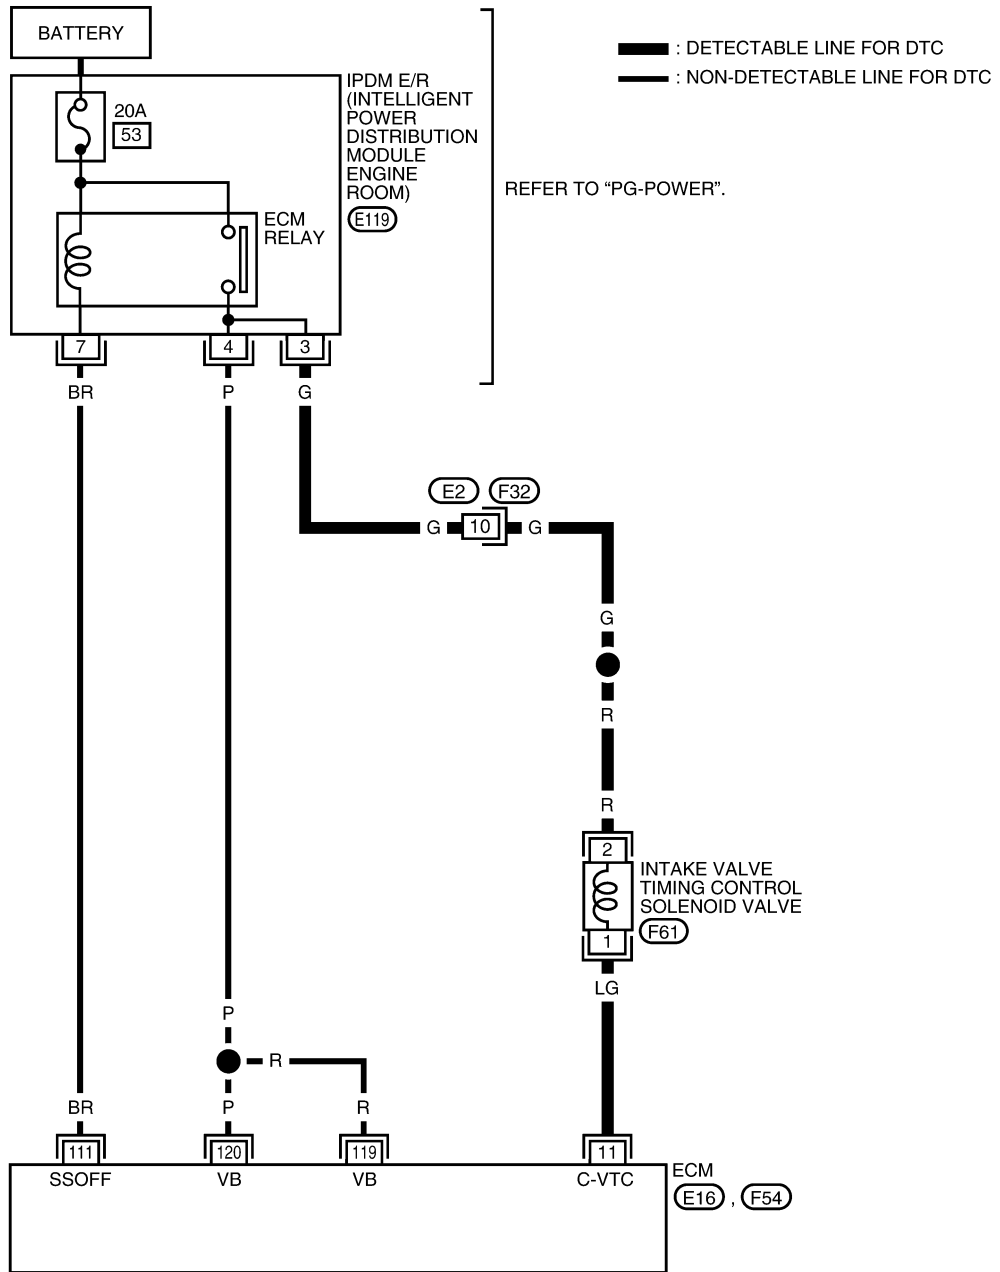 BATTERY
: DETECTABLE LINE FOR DTC
: NON-DETECTABLE LINE FOR DTC
IPDM E/R
(INTELLIGENT
POWER
DISTRIBUTION
MODULE
ENGINE
ROOM)
E119
20A
53
REFER TO “PG-POWER”.
ECM
RELAY
7
4
3
BR
P
G
E2
F32
G
10
G
G
R
R
2
INTAKE VALVE
TIMING CONTROL
SOLENOID VALVE
F61
1
LG
P
R
BR
P
R
111
120
119
11
SSOFF
VB
VB
C-VTC
ECM
E16 , F54